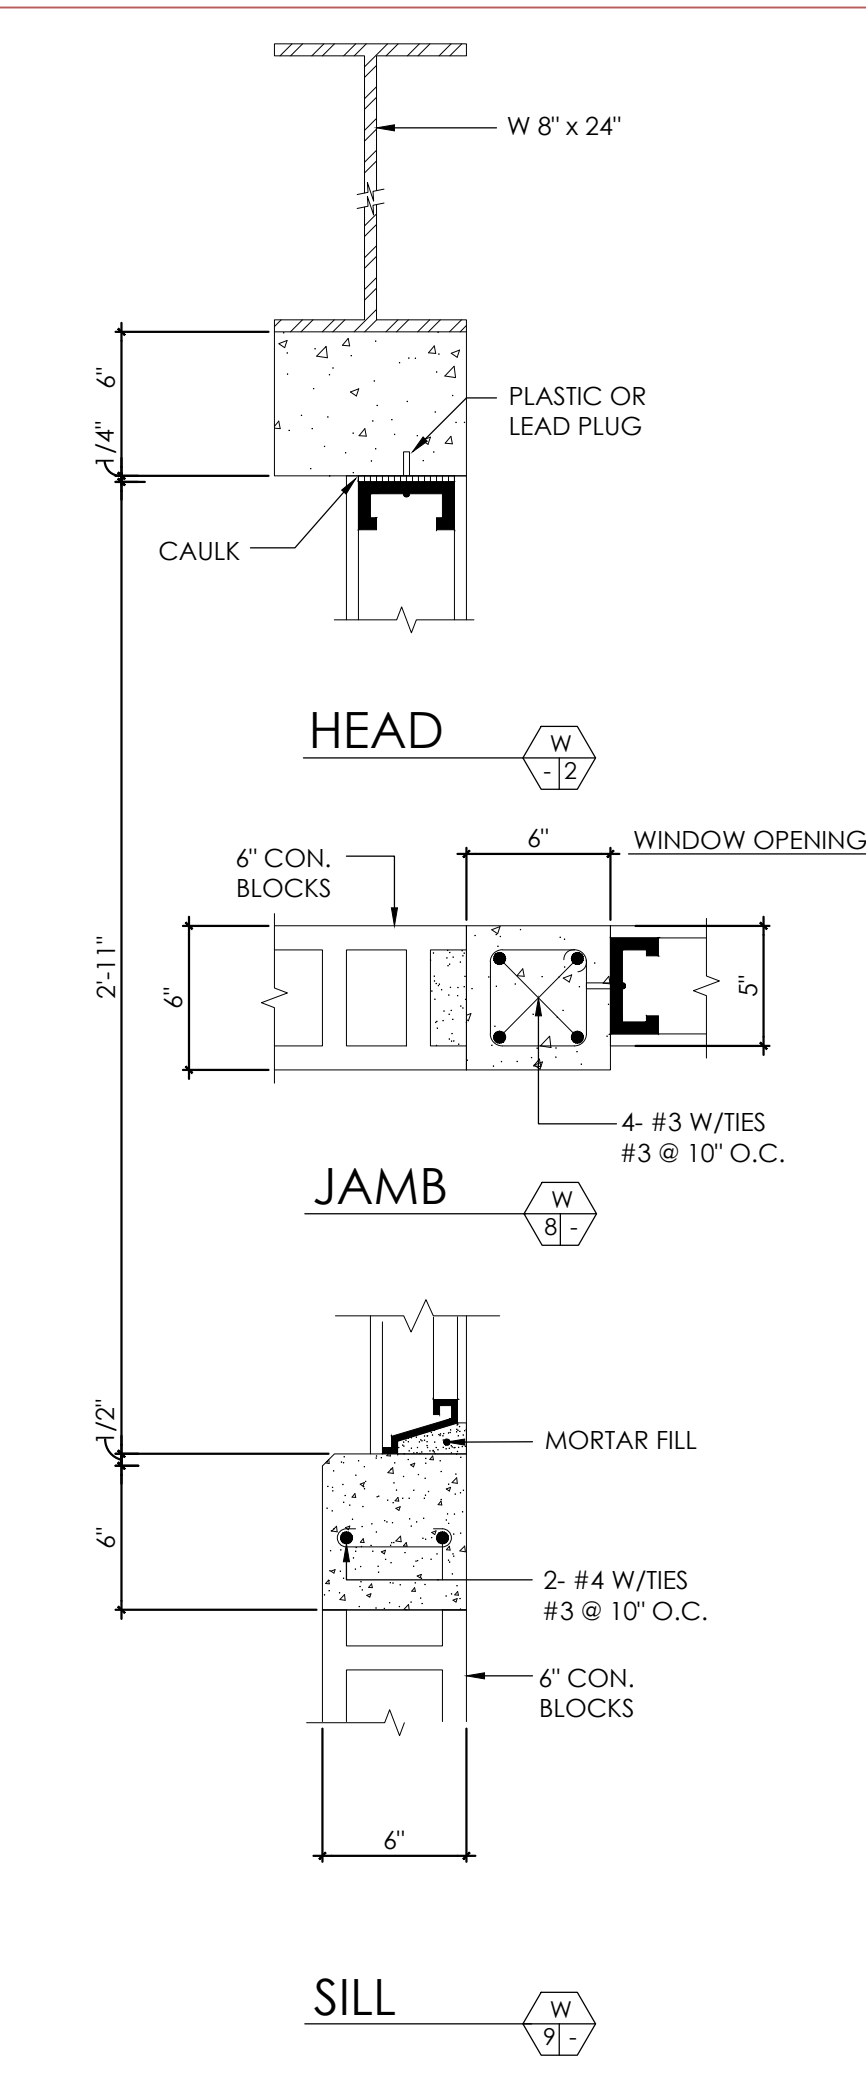 W 8" x 24"
6"
1/4"
PLASTIC OR
LEAD PLUG
CAULK
HEAD
W
- 2
6"
WINDOW OPENING
6" CON.
BLOCKS
2'-11"
6"
5"
4- #3 W/TIES
#3 @ 10" O.C.
JAMB
W
8 -
1/2"
MORTAR FILL
6"
2- #4 W/TIES
#3 @ 10" O.C.
6" CON.
BLOCKS
6"
SILL
W
9 -